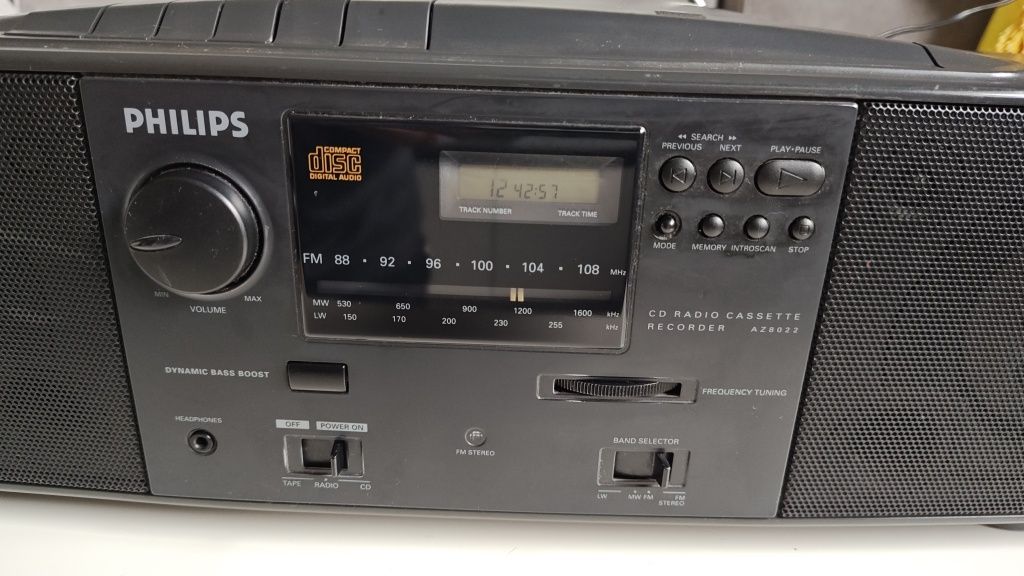 PHILIPS
COMPACT
disc
DIGITAL AUDIO
12 42:57
TRACK NUMBER TRACK TIME
SEARCH
PREVIOUS NEXT PLAY•PAUSE
MODE MEMORY INTROSCAN STOP
FM 88 • 92 • 96 • 100 • 104 • 108 MHz
MW 530 650 900 1200 1600 kHz
LW 150 170 200 230 255 kHz
MIN MAX
VOLUME
CD RADIO CASSETTE
RECORDER AZ8022
DYNAMIC BASS BOOST
FREQUENCY TUNING
HEADPHONES
OFF POWER ON
TAPE RADIO CD
FM STEREO
BAND SELECTOR
LW MW FM FM
STEREO